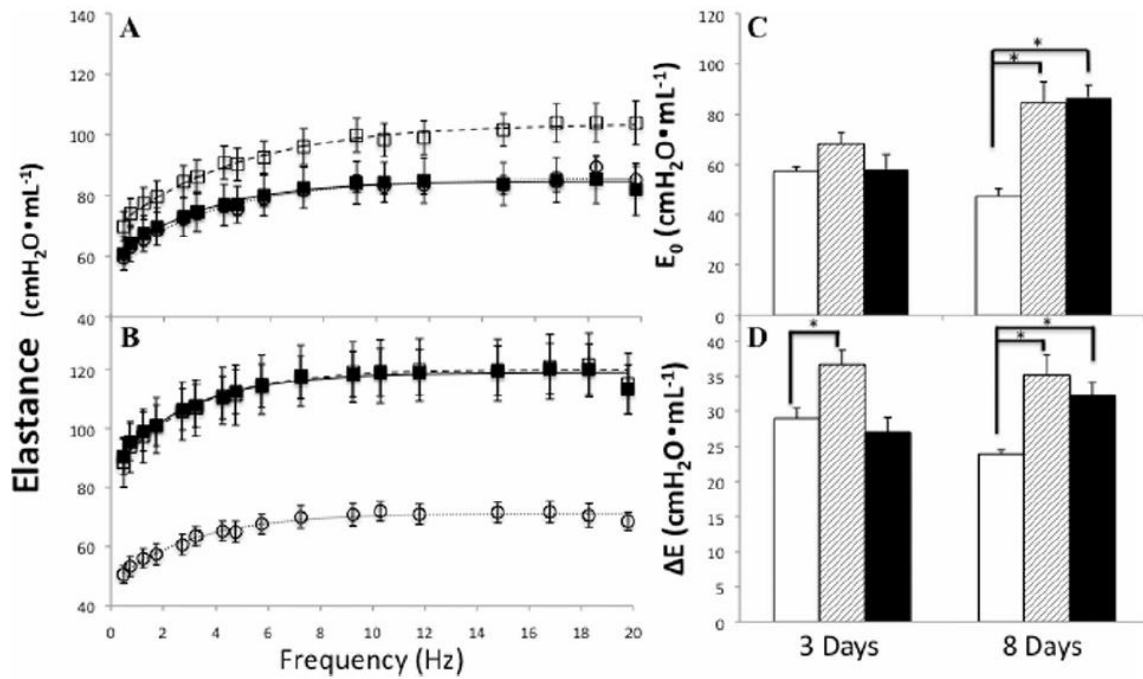 A
140
120
100
80
60
40
B
120
100
80
60
40
Elastance (cmH₂O•mL⁻¹)
0 2 4 6 8 10 12 14 16 18 20
Frequency (Hz)
C
120
100
80
60
40
20
0
E₀ (cmH₂O•mL⁻¹)
* *
D
40
35
30
25
20
15
10
5
0
ΔE (cmH₂O•mL⁻¹)
* * *
3 Days 8 Days